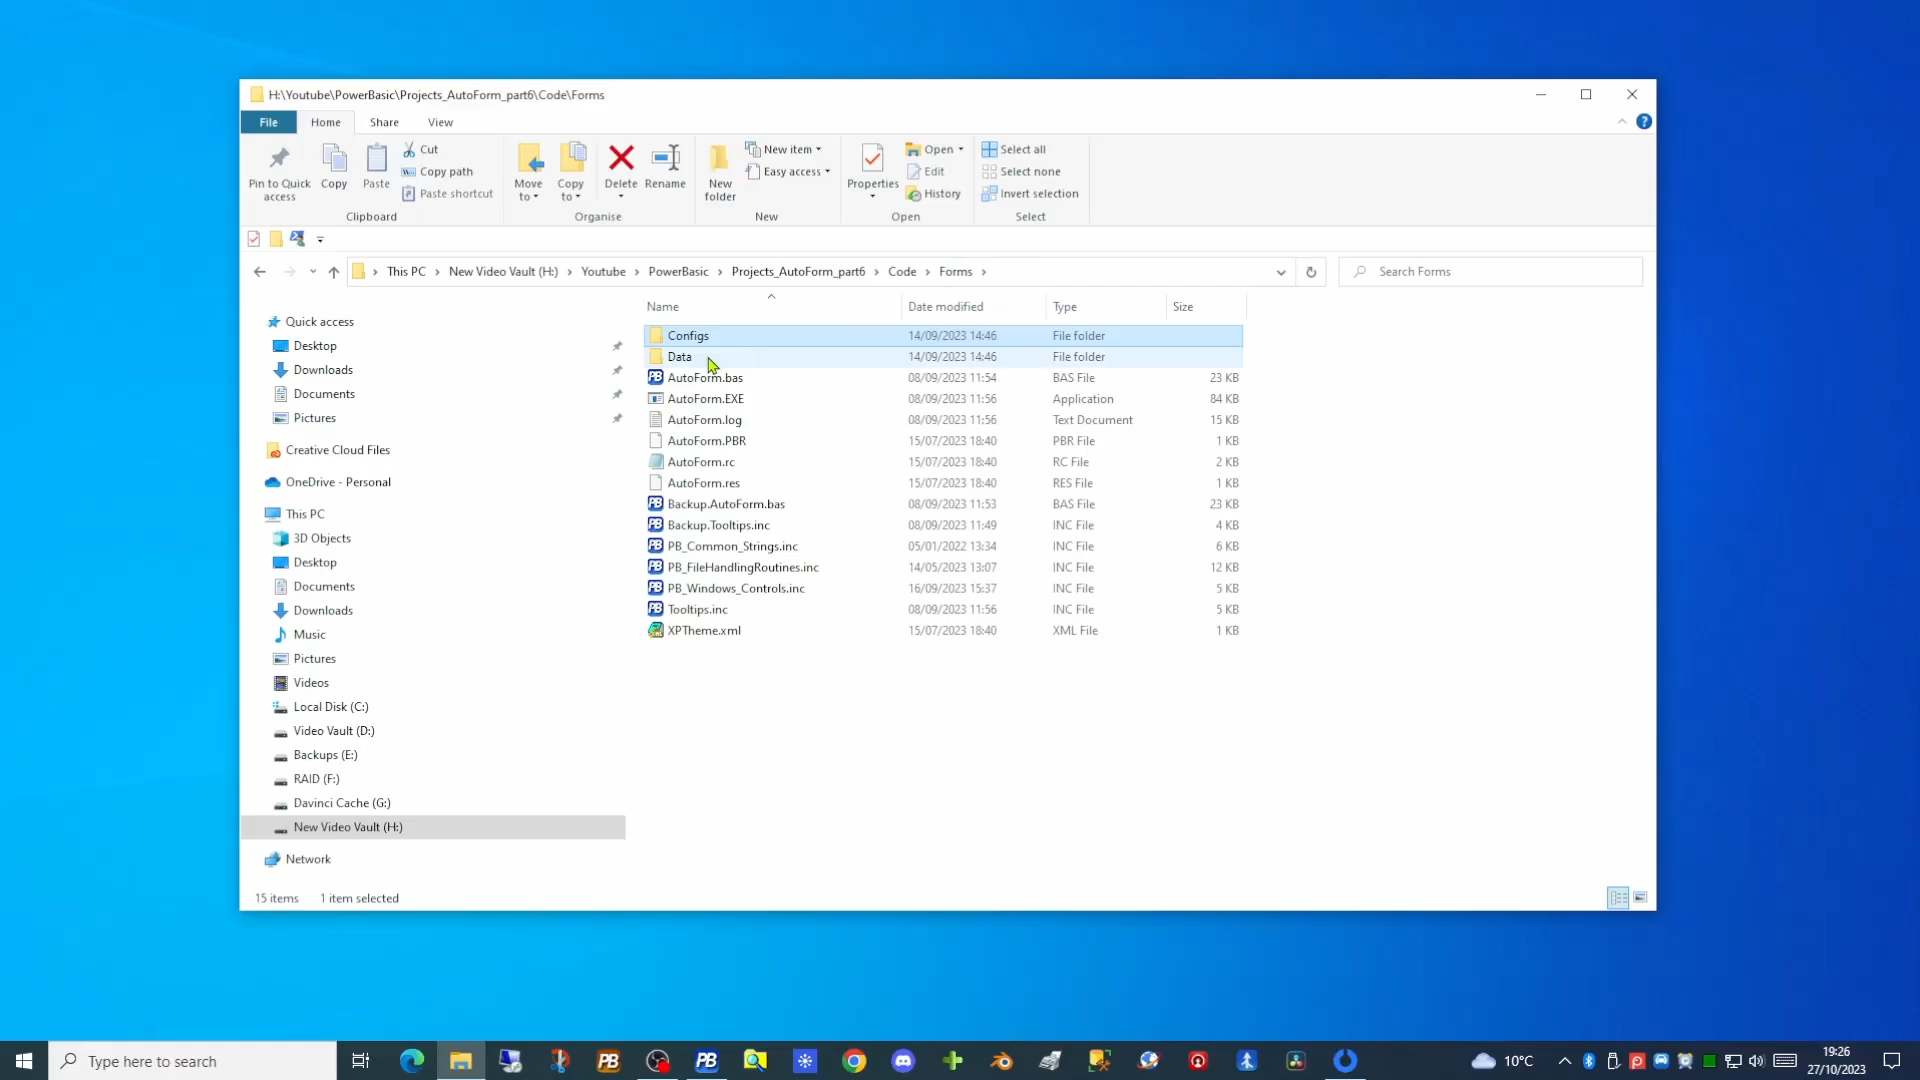 H:\Youtube\PowerBasic\Projects_AutoForm_part6\Code\Forms
File Home Share View
Pin to Quick access
Copy
Paste
Cut
Copy path
Paste shortcut
Clipboard
Move to
Copy to
Delete
Rename
Organise
New folder
New item
Easy access
New
Properties
Open
Edit
History
Open
Select all
Select none
Invert selection
Select
This PC New Video Vault (H:) Youtube PowerBasic Projects_AutoForm_part6 Code Forms
Search Forms
Quick access
Desktop
Downloads
Documents
Pictures
Creative Cloud Files
OneDrive - Personal
This PC
3D Objects
Desktop
Documents
Downloads
Music
Pictures
Videos
Local Disk (C:)
Video Vault (D:)
Backups (E:)
RAID (F:)
Davinci Cache (G:)
New Video Vault (H:)
Network
Name Date modified Type Size
Configs 14/09/2023 14:46 File folder
Data 14/09/2023 14:46 File folder
AutoForm.bas 08/09/2023 11:54 BAS File 23 KB
AutoForm.EXE 08/09/2023 11:56 Application 84 KB
AutoForm.log 08/09/2023 11:56 Text Document 15 KB
AutoForm.PBR 15/07/2023 18:40 PBR File 1 KB
AutoForm.rc 15/07/2023 18:40 RC File 2 KB
AutoForm.res 15/07/2023 18:40 RES File 1 KB
Backup.AutoForm.bas 08/09/2023 11:53 BAS File 23 KB
Backup.Tooltips.inc 08/09/2023 11:49 INC File 4 KB
PB_Common_Strings.inc 05/01/2022 13:34 INC File 6 KB
PB_FileHandlingRoutines.inc 14/05/2023 13:07 INC File 12 KB
PB_Windows_Controls.inc 16/09/2023 15:37 INC File 5 KB
Tooltips.inc 08/09/2023 11:56 INC File 5 KB
XPTheme.xml 15/07/2023 18:40 XML File 1 KB
15 items 1 item selected
Type here to search
PB
PB
10°C
19:26
27/10/2023